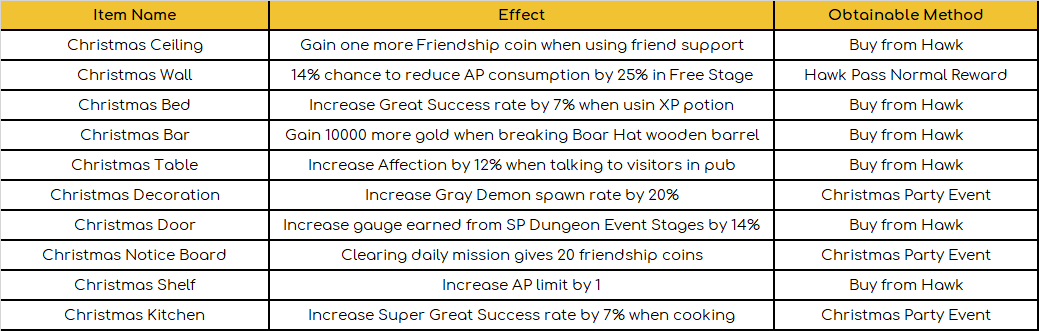 Item Name Effect Obtainable Method
Christmas Ceiling Gain one more Friendship coin when using friend support Buy from Hawk
Christmas Wall 14% chance to reduce AP consumption by 25% in Free Stage Hawk Pass Normal Reward
Christmas Bed Increase Great Success rate by 7% when usin XP potion Buy from Hawk
Christmas Bar Gain 10000 more gold when breaking Boar Hat wooden barrel Buy from Hawk
Christmas Table Increase Affection by 12% when talking to visitors in pub Buy from Hawk
Christmas Decoration Increase Gray Demon spawn rate by 20% Christmas Party Event
Christmas Door Increase gauge earned from SP Dungeon Event Stages by 14% Buy from Hawk
Christmas Notice Board Clearing daily mission gives 20 friendship coins Christmas Party Event
Christmas Shelf Increase AP limit by 1 Buy from Hawk
Christmas Kitchen Increase Super Great Success rate by 7% when cooking Christmas Party Event